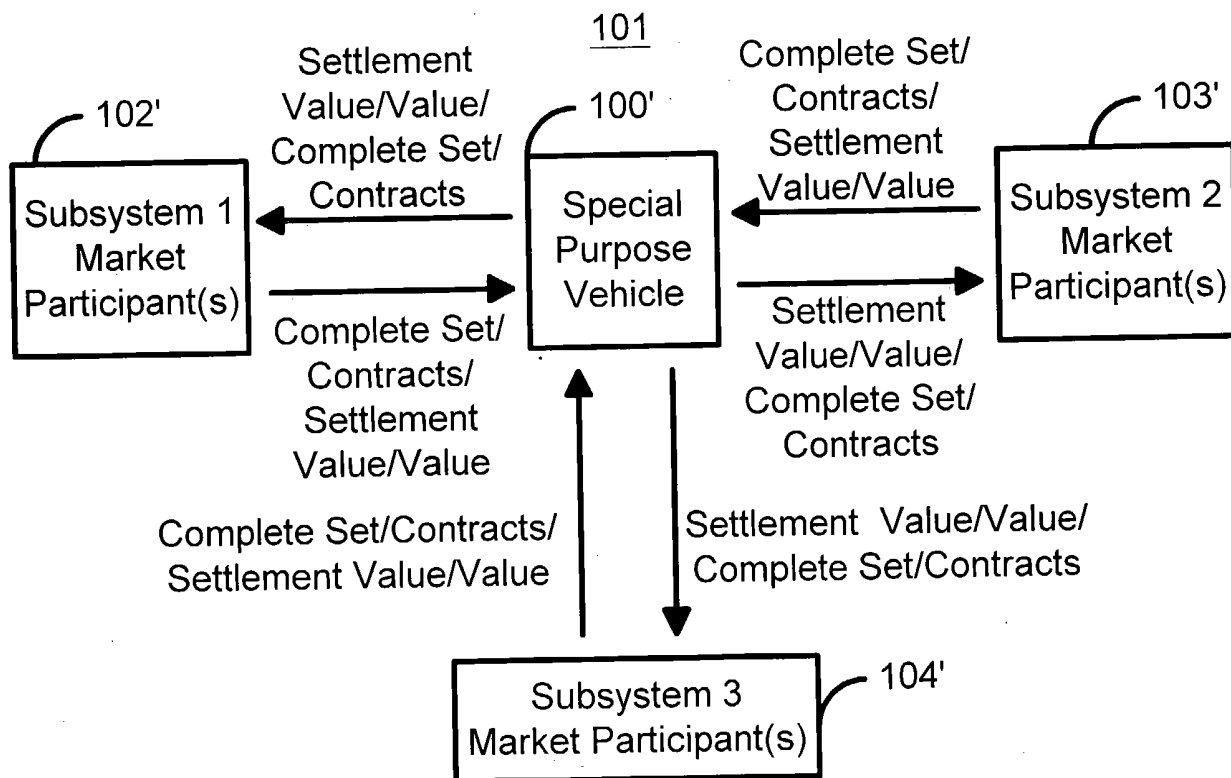 101
Settlement
Value/Value/
Complete Set/
Contracts
Complete Set/
Contracts/
Settlement
Value/Value
102'
100'
103'
Subsystem 1
Market
Participant(s)
Special
Purpose
Vehicle
Subsystem 2
Market
Participant(s)
Complete Set/
Contracts/
Settlement
Value/Value
Settlement
Value/Value/
Complete Set/
Contracts
Complete Set/Contracts/
Settlement Value/Value
Settlement Value/Value/
Complete Set/Contracts
Subsystem 3
Market Participant(s)
104'